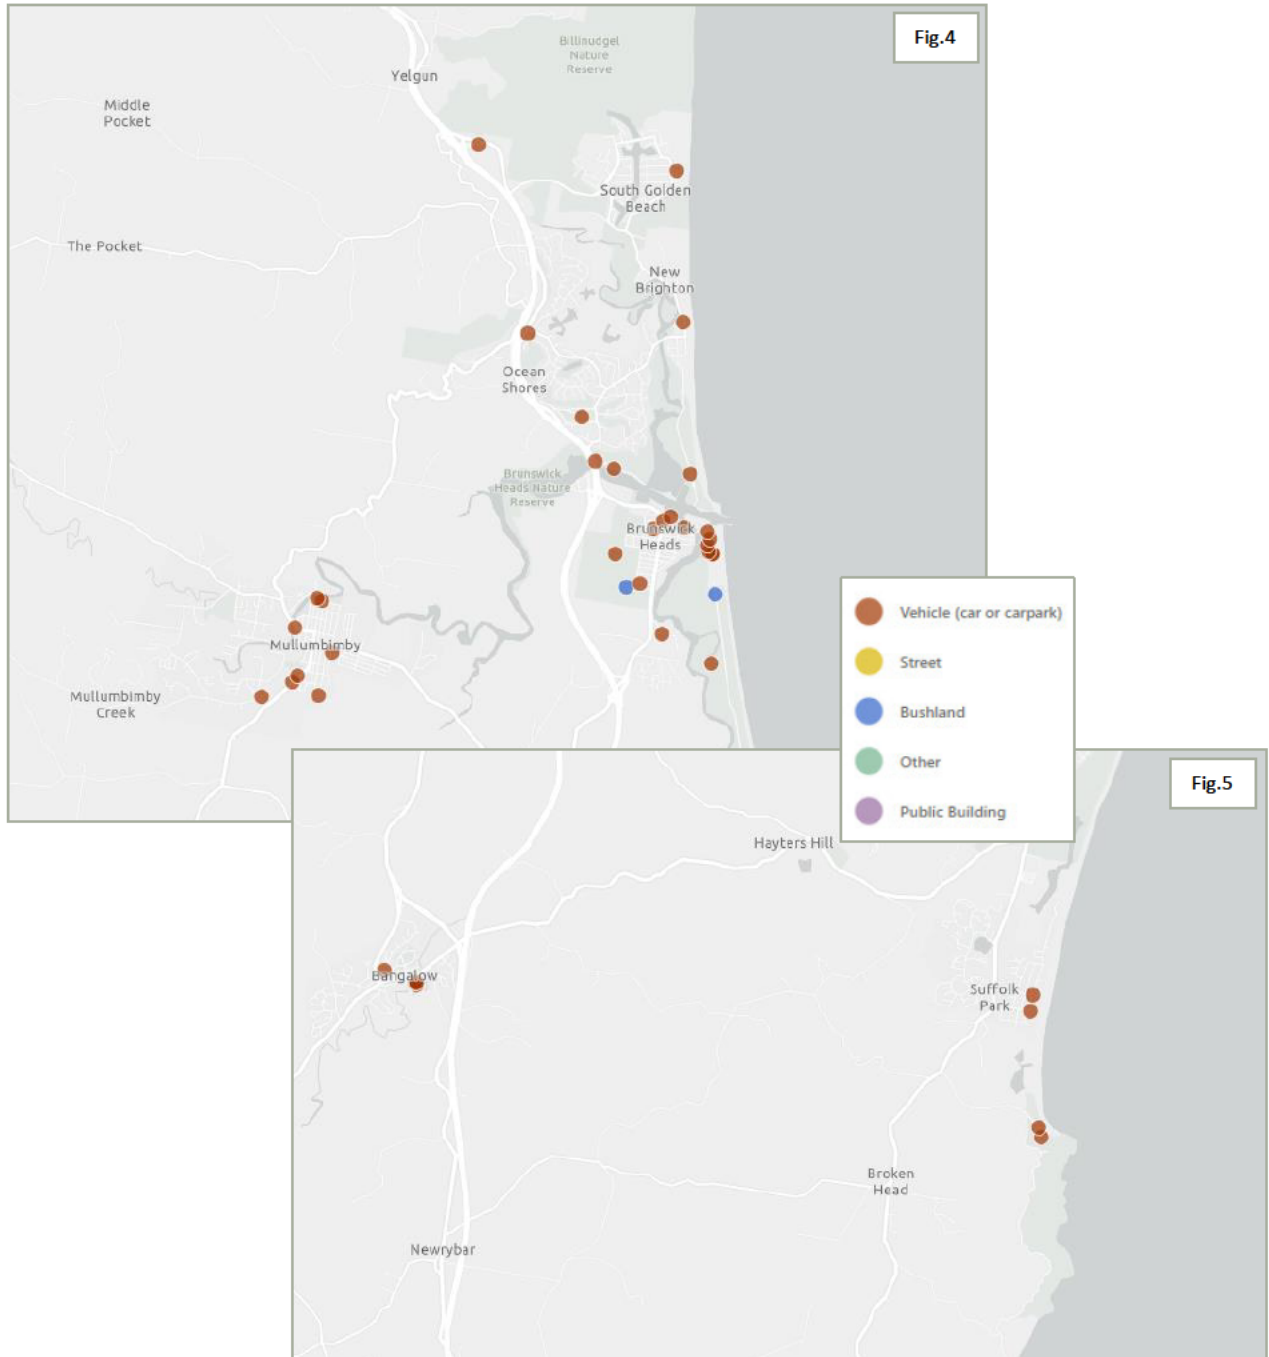 Fig.4
Billinudgel
Nature
Reserve
Yelgun
Middle
Pocket
South Golden
Beach
The Pocket
New
Brighton
Ocean
Shores
Brunswick
Heads Nature
Reserve
Brunswick
Heads
Mullumbimby
Mullumbimby
Creek
Vehicle (car or carpark)
Street
Bushland
Other
Public Building
Fig.5
Hayters Hill
Bangalow
Suffolk
Park
Broken
Head
Newrybar